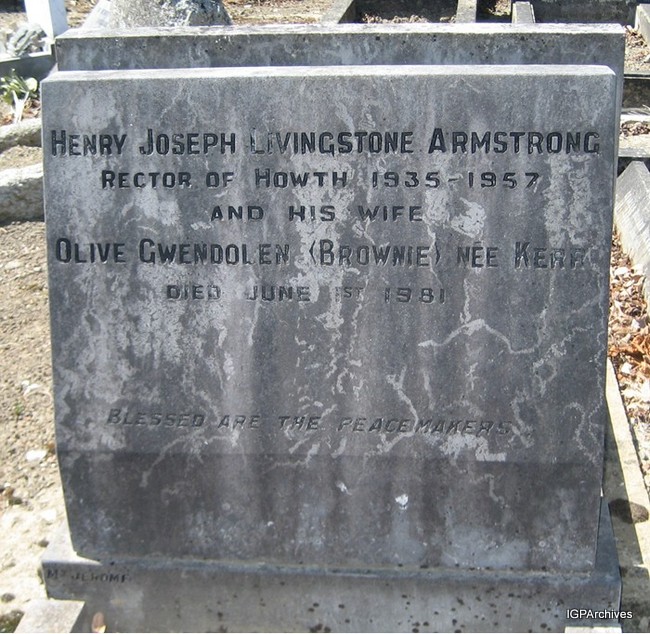 HENRY JOSEPH LIVINGSTONE ARMSTRONG
RECTOR OF HOWTH 1935-1957
AND HIS WIFE
OLIVE GWENDOLEN (BROWNIE) NÉE KERR
DIED JUNE 1ST 1981
BLESSED ARE THE PEACEMAKERS
McJEROME
IGPArchives